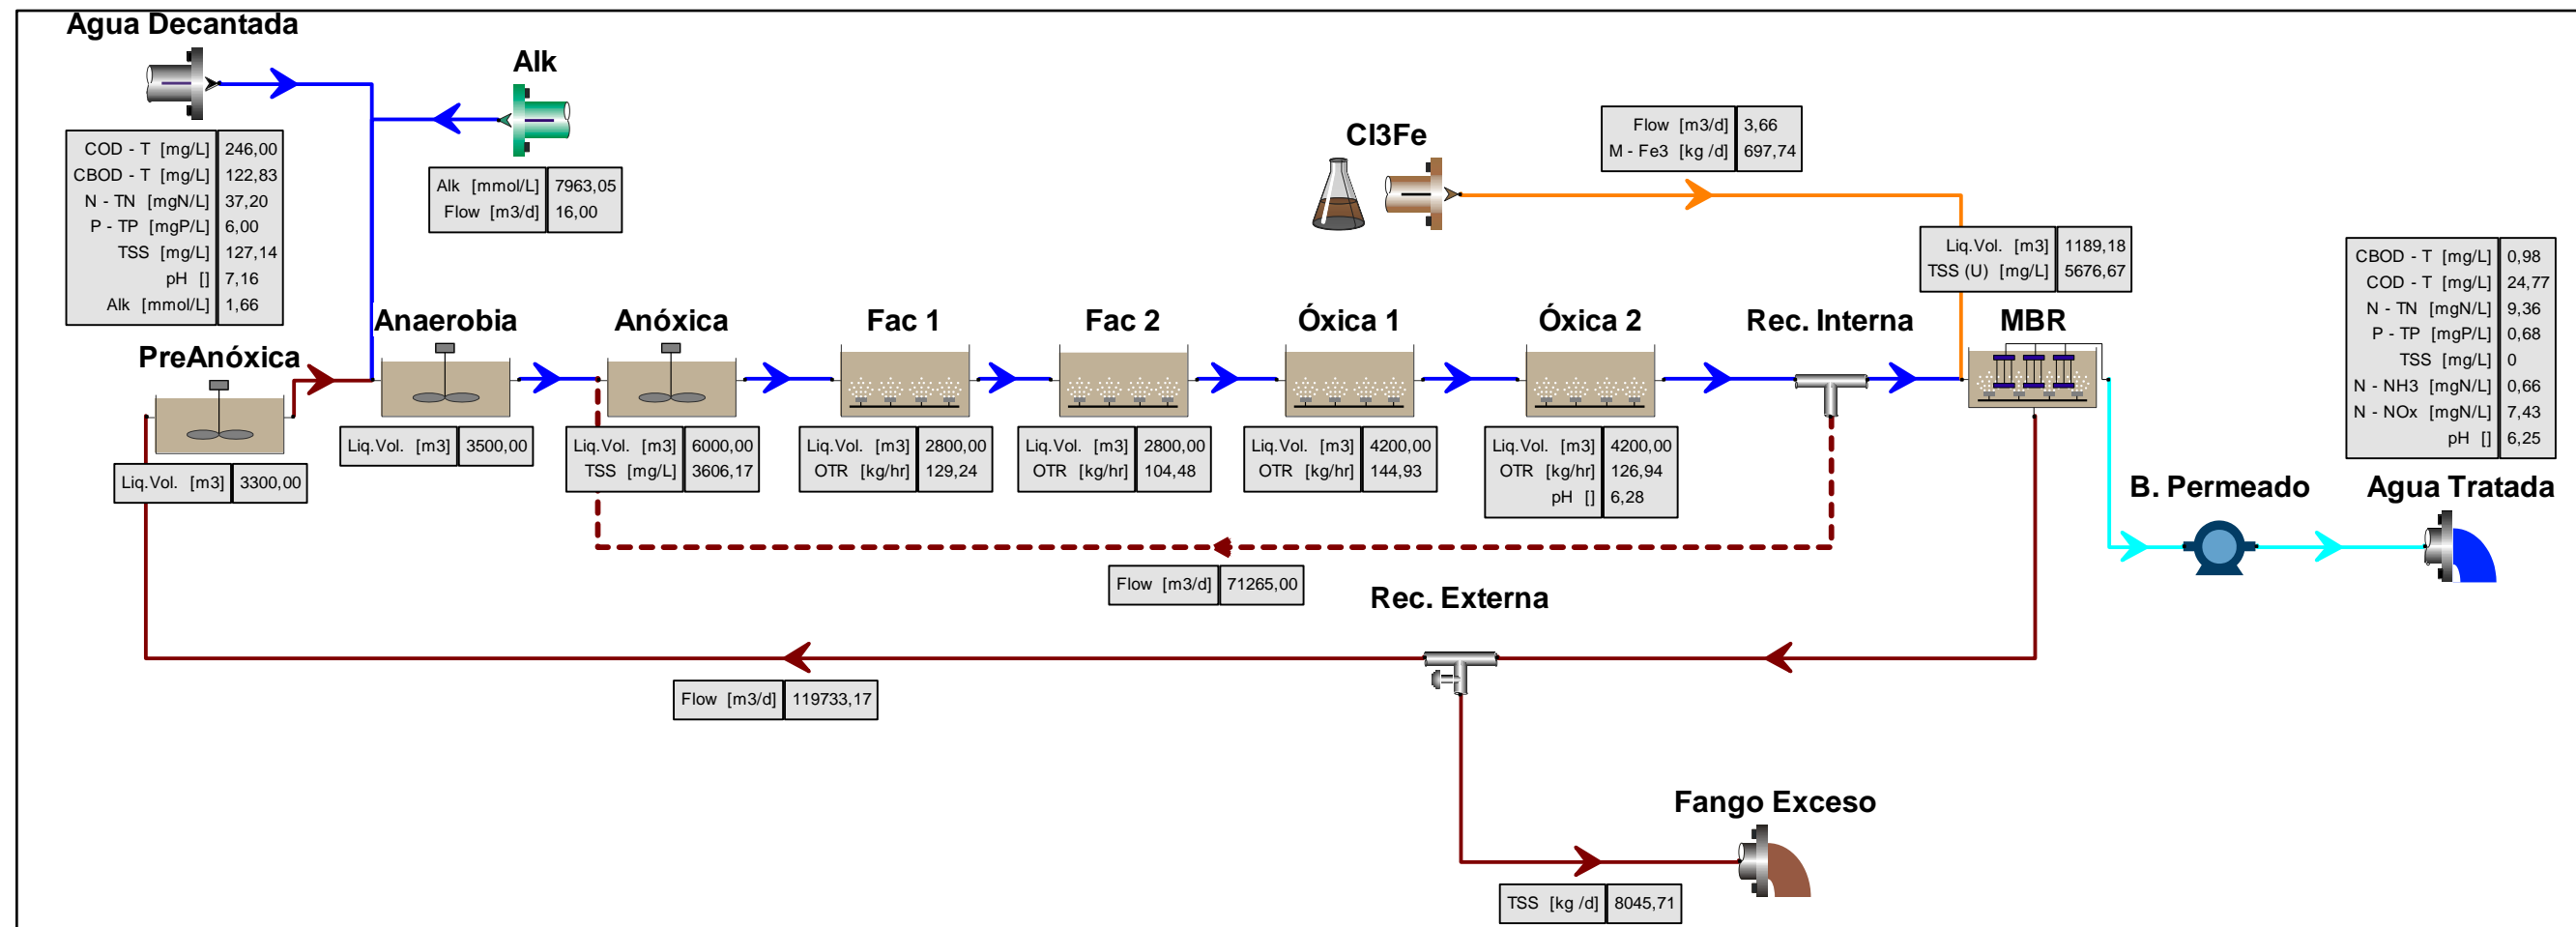 Agua Decantada
COD - T [mg/L] 246,00
CBOD - T [mg/L] 122,83
N - TN [mgN/L] 37,20
P - TP [mgP/L] 6,00
TSS [mg/L] 127,14
pH [] 7,16
Alk [mmol/L] 1,66
Alk
Alk [mmol/L] 7963,05
Flow [m3/d] 16,00
Cl3Fe
Flow [m3/d] 3,66
M - Fe3 [kg /d] 697,74
Liq.Vol. [m3] 1189,18
TSS (U) [mg/L] 5676,67
CBOD - T [mg/L] 0,98
COD - T [mg/L] 24,77
N - TN [mgN/L] 9,36
P - TP [mgP/L] 0,68
TSS [mg/L] 0
N - NH3 [mgN/L] 0,66
N - NOx [mgN/L] 7,43
pH [] 6,25
PreAnóxica
Liq.Vol. [m3] 3300,00
Anaerobia
Liq.Vol. [m3] 3500,00
Anóxica
Liq.Vol. [m3] 6000,00
TSS [mg/L] 3606,17
Fac 1
Liq.Vol. [m3] 2800,00
OTR [kg/hr] 129,24
Fac 2
Liq.Vol. [m3] 2800,00
OTR [kg/hr] 104,48
Óxica 1
Liq.Vol. [m3] 4200,00
OTR [kg/hr] 144,93
Óxica 2
Liq.Vol. [m3] 4200,00
OTR [kg/hr] 126,94
pH [] 6,28
Rec. Interna
MBR
B. Permeado
Agua Tratada
Flow [m3/d] 71265,00
Rec. Externa
Flow [m3/d] 119733,17
Fango Exceso
TSS [kg /d] 8045,71